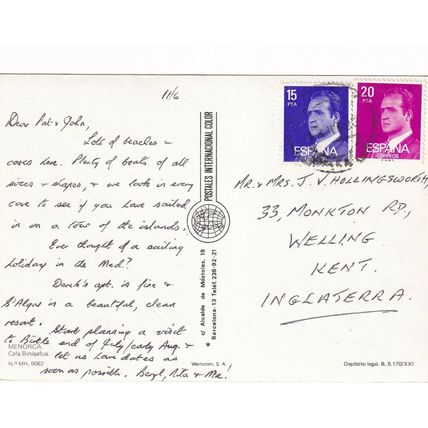 11/6
Dear Pat & John,
Lots of beaches &
coves here. Plenty of boats of all
sizes & shapes, & we look in every
cove to see if you have sailed
in on a tour of the islands.
Ever thought of a sailing
holiday in the Med?
Derek's apt. is fine &
S'Algar is a beautiful, clean
resort.
Start planning a visit
to Bütle end of July/early Aug. &
let us have dates as
soon as possible. Beryl, Rita & Me!
MENORCA
Cala Binisafua.
N.º MH. 9082
POSTALES INTERNACIONAL COLOR
c/ Alcalde de Móstoles, 19
Barcelona-13 Telef. 236-92-21
Wericrom, S. A.
15
PTA
ESPAÑA
20
PTA
ESPAÑA
CORREOS
MR. & MRS. J. V. HOLLINGSWORTH,
33, MONKTON RD,
WELLING
KENT.
INGLATERRA.
Depósito legal, B. 6.170/XXI